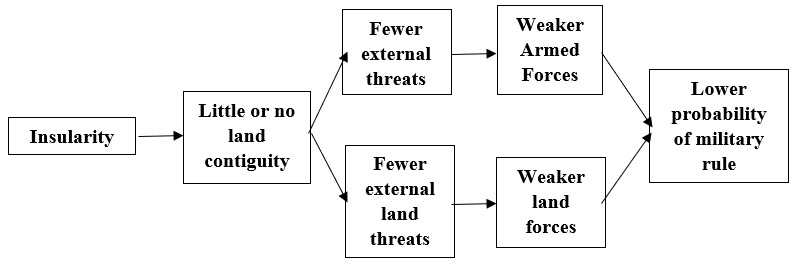 Insularity
Little or no
land
contiguity
Fewer
external
threats
Weaker
Armed
Forces
Fewer
external
land
threats
Weaker
land
forces
Lower
probability
of military
rule